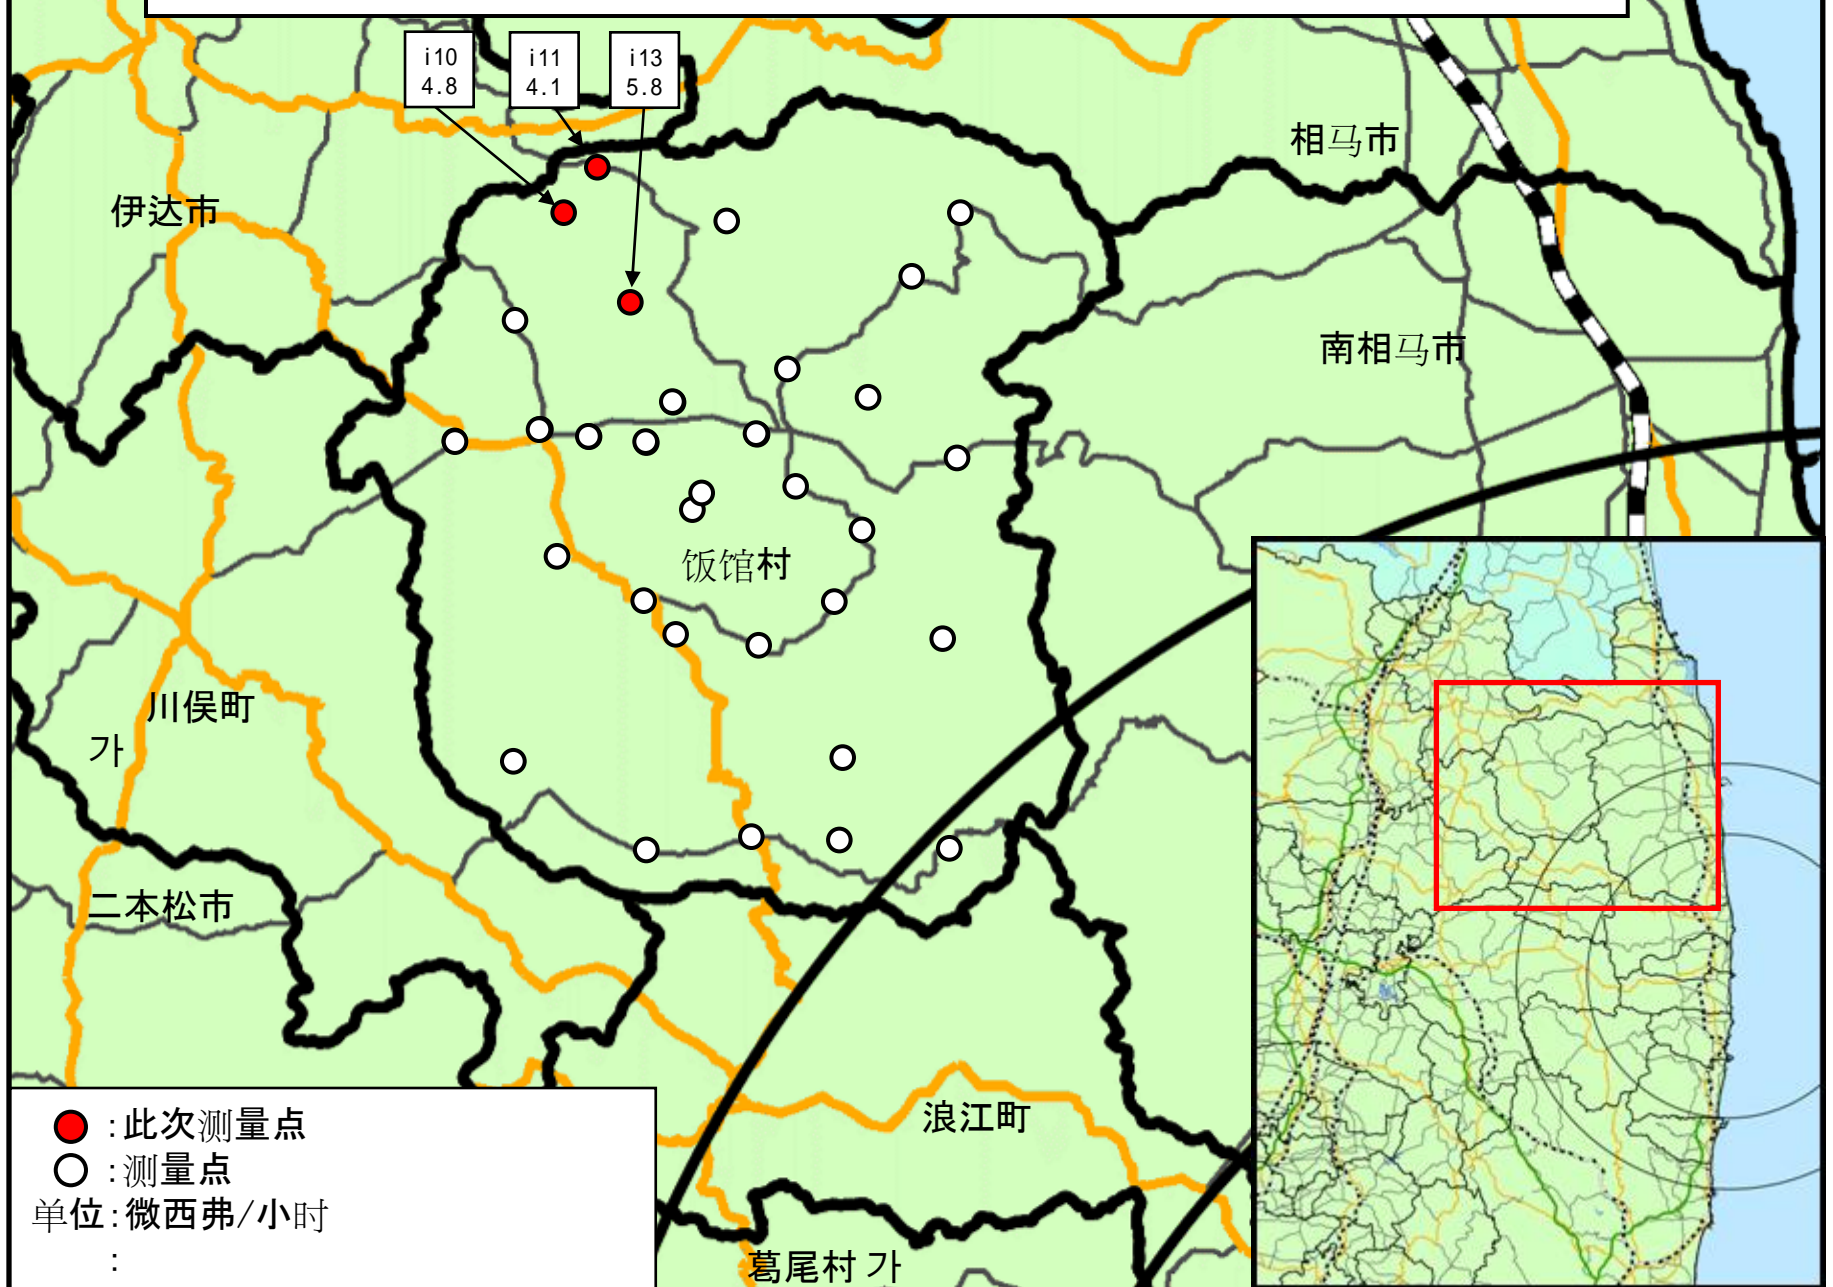 i10
4.8
i11
4.1
i13
5.8
相马市
伊达市
南相马市
饭馆村
川俣町
가
二本松市
浪江町
葛尾村 가
:此次测量点
:测量点
单位:微西弗/小时
: